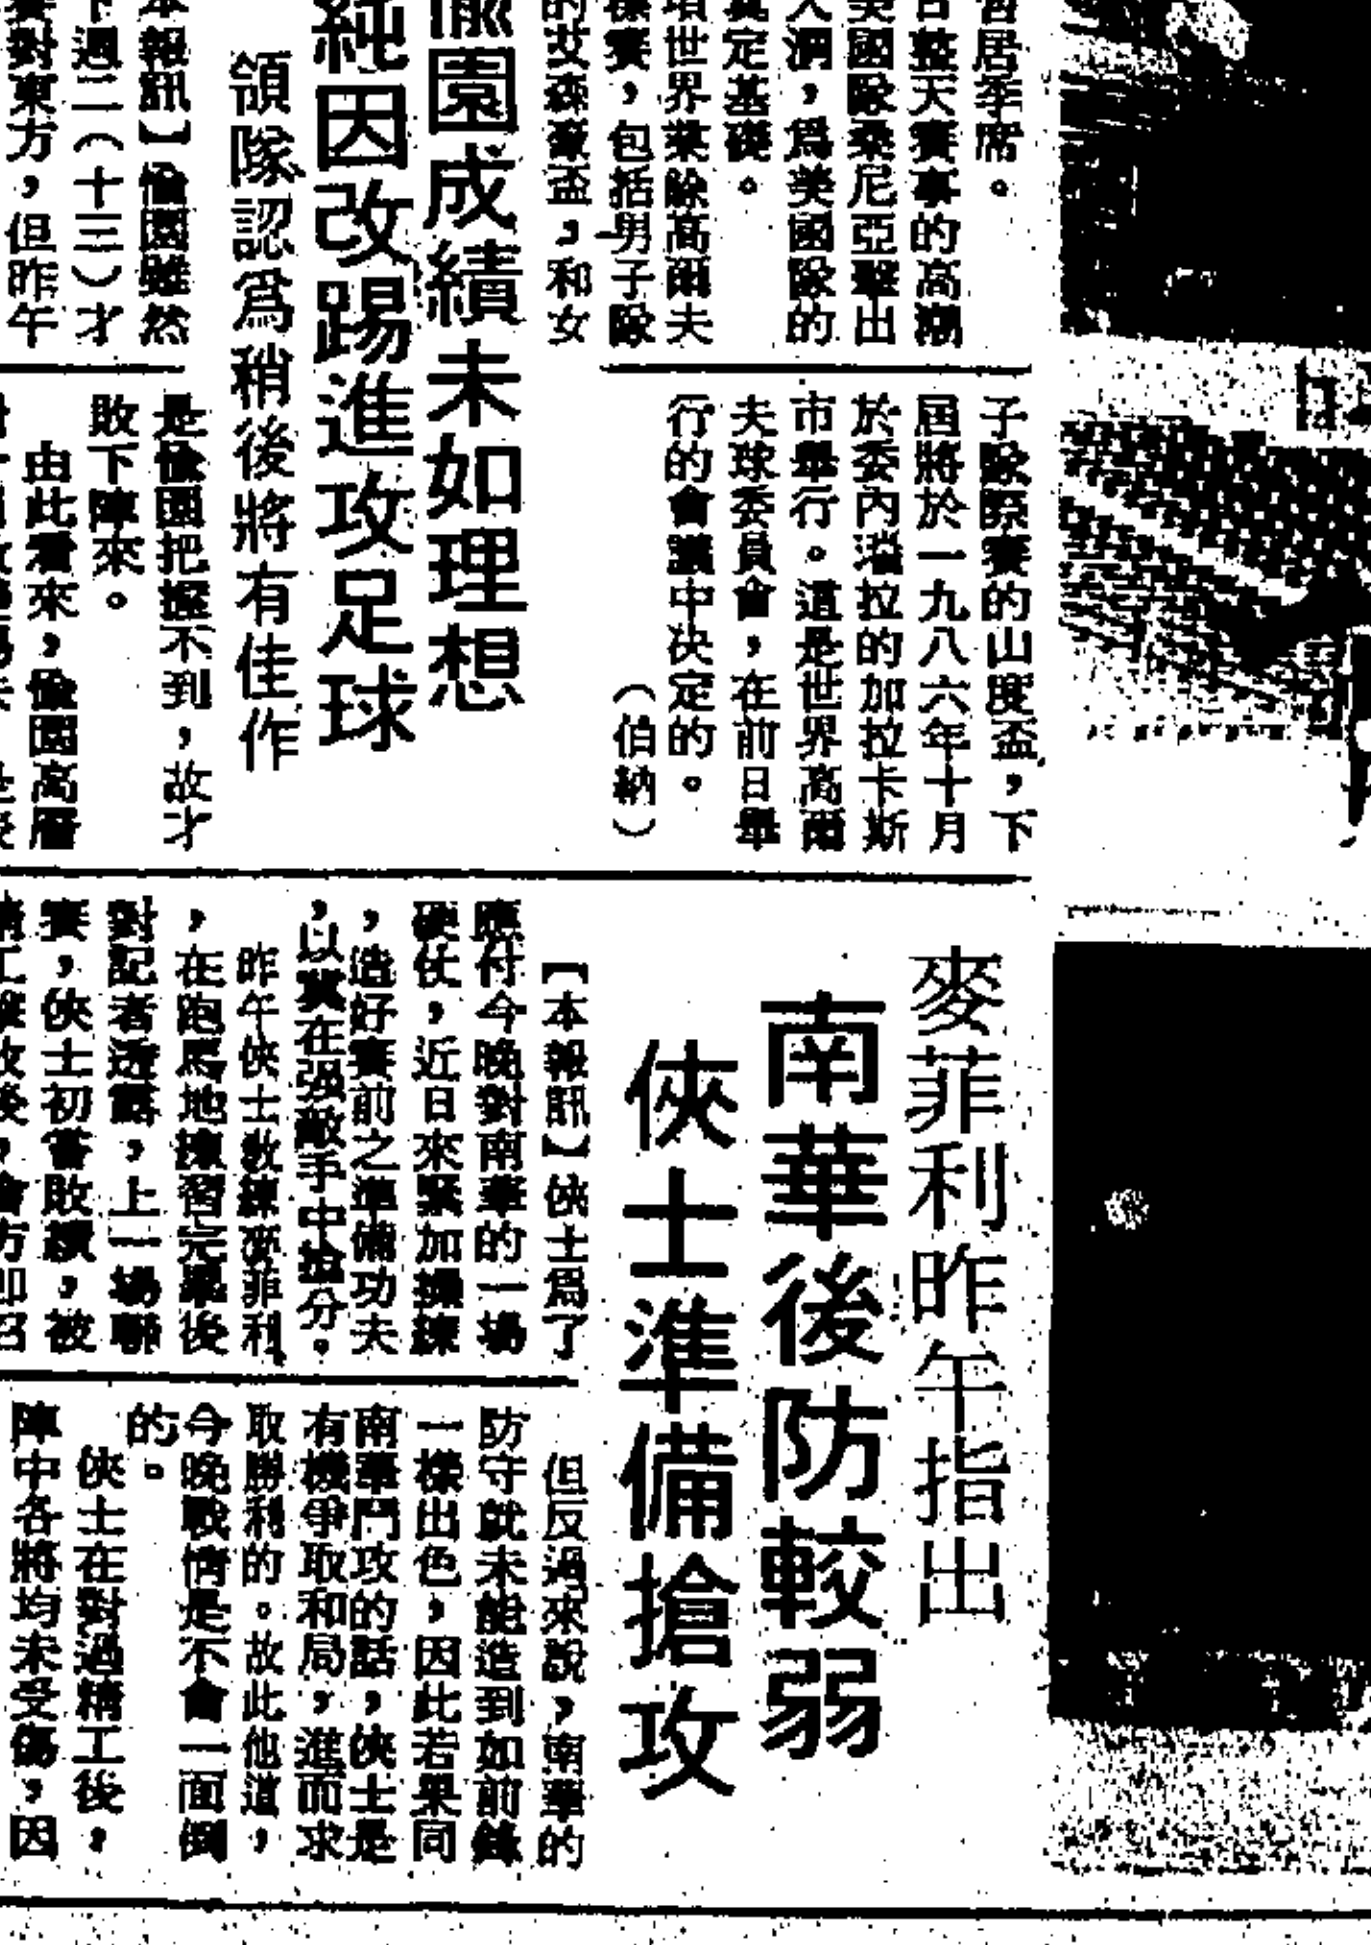 居季席。
整天賽事的高潮
美國隊桑尼亞擊出
入洞，爲美國隊的
奠定基礎。
項世界業餘高爾夫
標賽，包括男子隊
的艾森豪盃，和女
子隊際賽的山度盃，下
屆將於一九八六年十月
於委內瑞拉的加拉卡斯
市舉行。這是世界高爾
夫球委員會，在前日舉
行的會議中決定的。
（伯納）
愉園成績未如理想
純因改踢進攻足球
領隊認爲稍後將有佳作
本報訊】愉園雖然
下週二（十三）才
賽對東方，但昨午
是愉園把握不到，故才
敗下陣來。
由此看來，愉園高層
麥菲利昨午指出
南華後防較弱
俠士準備搶攻
【本報訊】俠士爲了
應付今晚對南華的一場
硬仗，近日來緊加操練
，造好賽前之準備功夫
，以冀在强敵手中搶分。
昨午俠士教練麥菲利
，在跑馬地操習完畢後
對記者透露，上一場聯
賽，俠士初嘗敗績，被
精工擊敗後，會方即召
但反過來說，南華的
防守就未能造到如前鋒
一樣出色，因此若果同
南華鬥攻的話，俠士是
有機爭取和局，進而求
取勝利的。故此他道，
今晚戰情是不會一面倒
的。
俠士在對過精工後，
陣中各將均未受傷，因